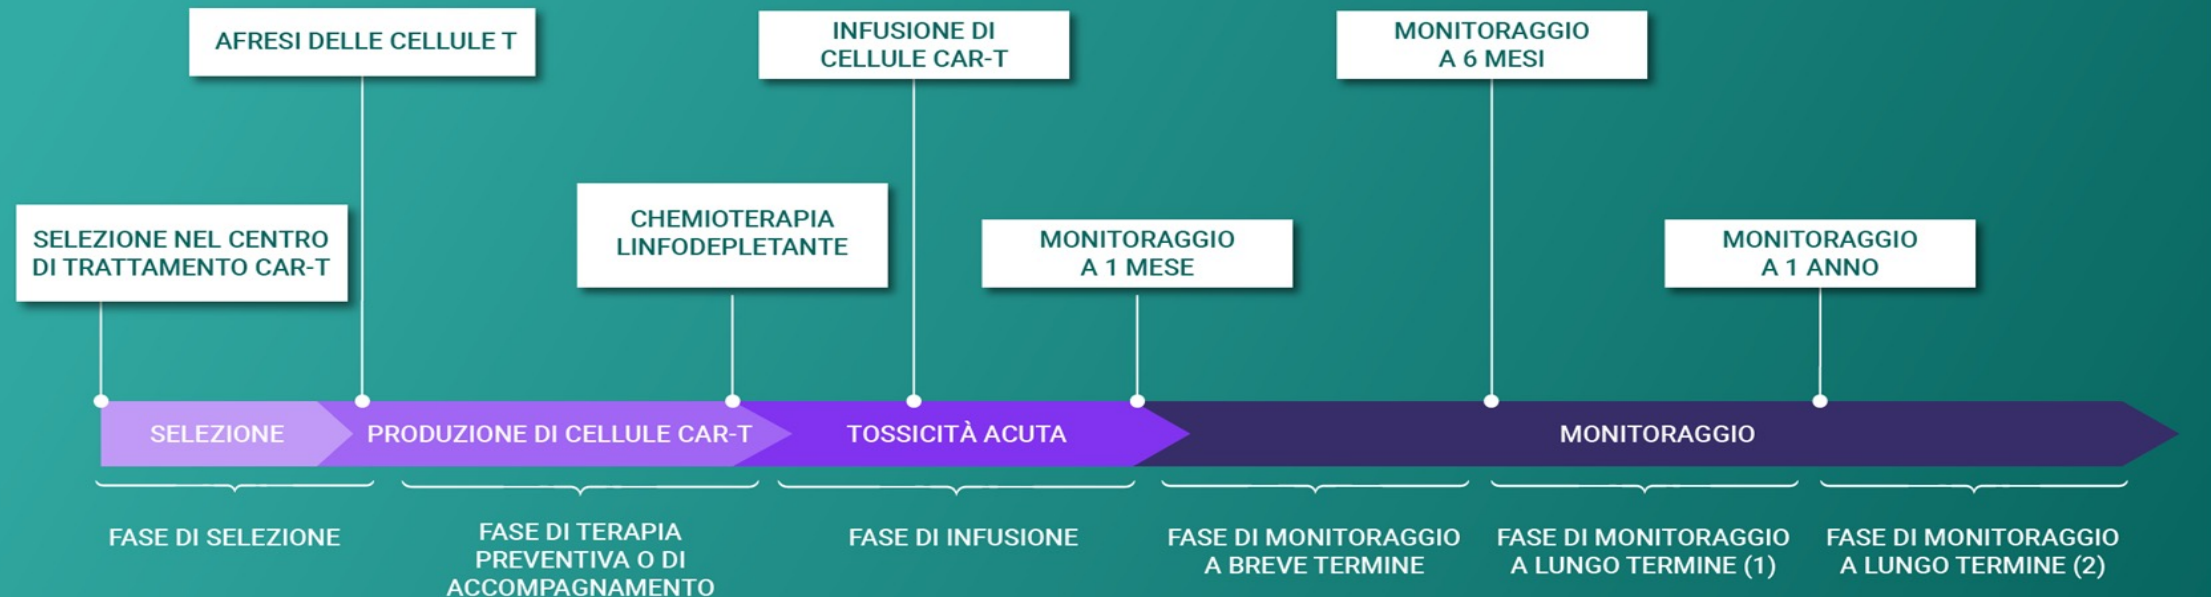 AFRESI DELLE CELLULE T
INFUSIONE DI
CELLULE CAR-T
MONITORAGGIO
A 6 MESI
SELEZIONE NEL CENTRO
DI TRATTAMENTO CAR-T
CHEMIOTERAPIA
LINFODEPLETANTE
MONITORAGGIO
A 1 MESE
MONITORAGGIO
A 1 ANNO
SELEZIONE
PRODUZIONE DI CELLULE CAR-T
TOSSICITÀ ACUTA
MONITORAGGIO
FASE DI SELEZIONE
FASE DI TERAPIA
PREVENTIVA O DI
ACCOMPAGNAMENTO
FASE DI INFUSIONE
FASE DI MONITORAGGIO
A BREVE TERMINE
FASE DI MONITORAGGIO
A LUNGO TERMINE (1)
FASE DI MONITORAGGIO
A LUNGO TERMINE (2)